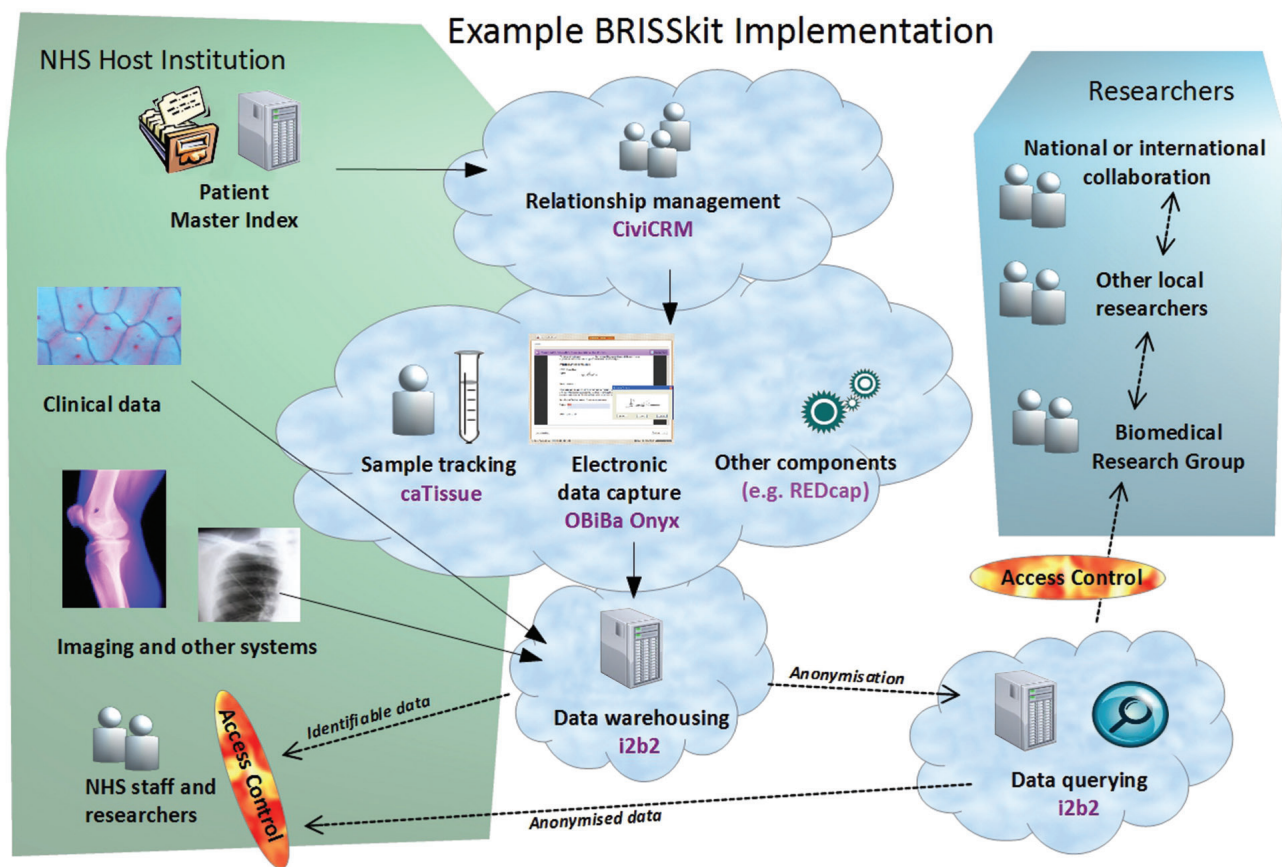 Example BRISSkit Implementation
NHS Host Institution
Patient
Master Index
Relationship management
CiviCRM
Researchers
National or international
collaboration
Other local
researchers
Biomedical
Research Group
Clinical data
Sample tracking
caTissue
Electronic
data capture
OBiBa Onyx
Other components
(e.g. REDcap)
Imaging and other systems
Access Control
Data warehousing
i2b2
Anonymisation
Identifiable data
Access Control
NHS staff and
researchers
Data querying
i2b2
Anonymised data